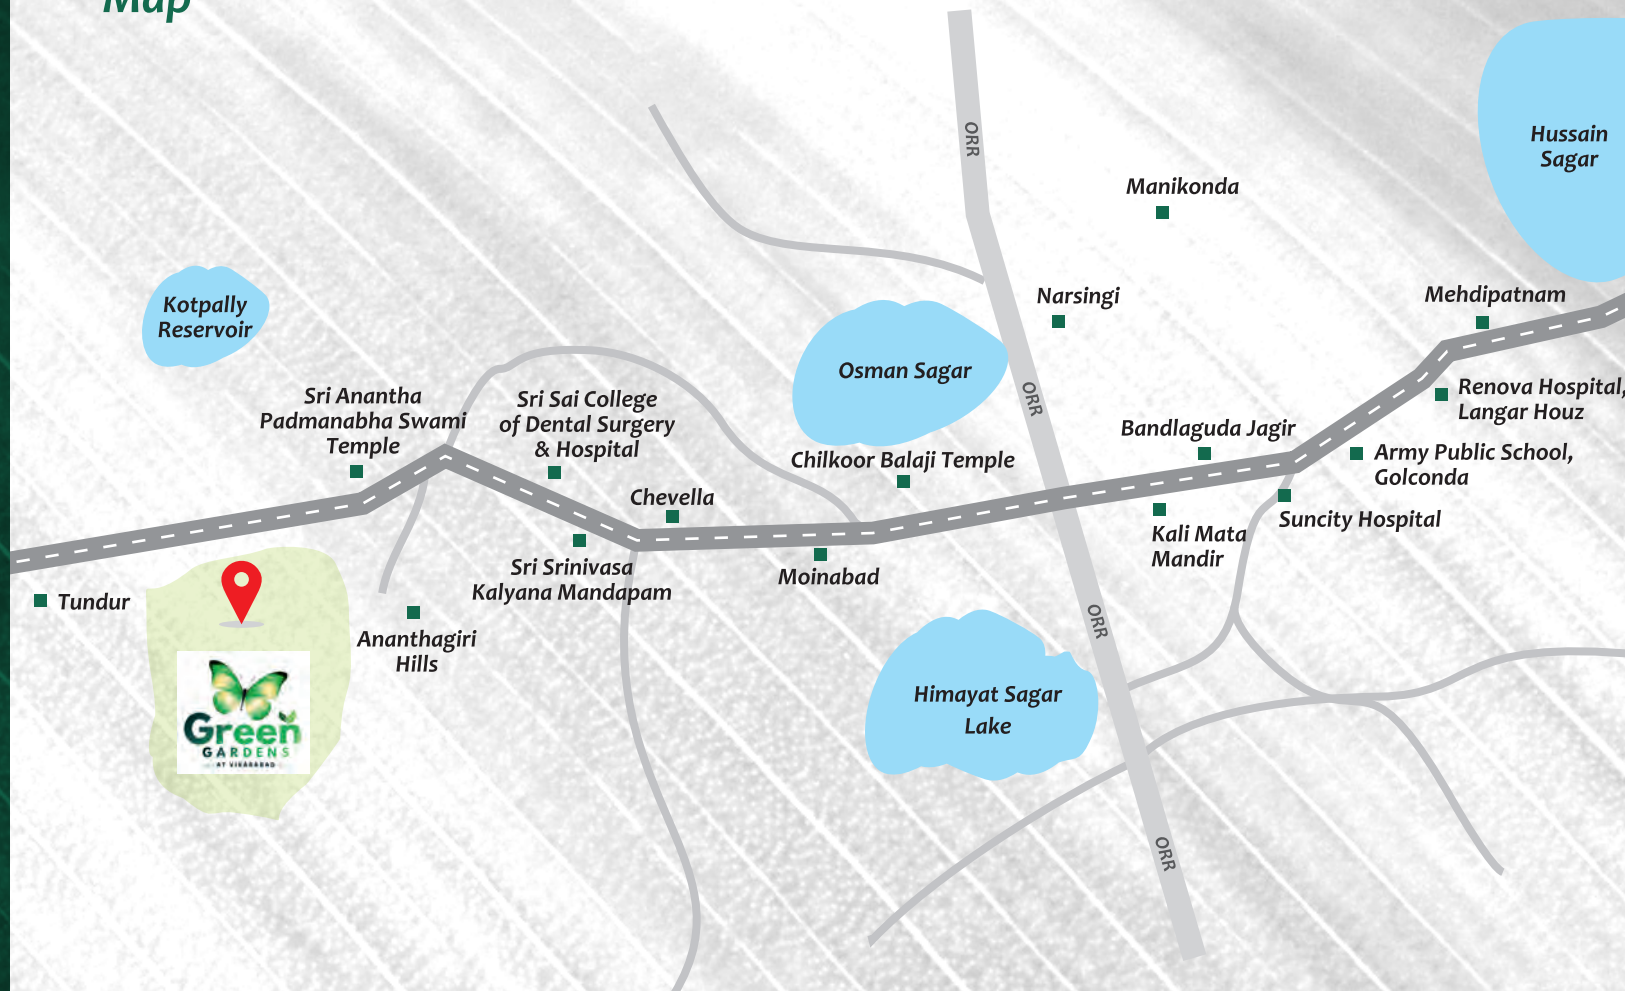 Map
ORR
Hussain
Sagar
Manikonda
Kotpally
Reservoir
Narsingi
Mehdipatnam
Osman Sagar
ORR
Sri Anantha
Padmanabha Swami
Temple
Sri Sai College
of Dental Surgery
& Hospital
Renova Hospital,
Langar Houz
Bandlaguda Jagir
Chilkoor Balaji Temple
Army Public School,
Golconda
Chevella
Suncity Hospital
Kali Mata
Mandir
Sri Srinivasa
Kalyana Mandapam
Moinabad
Tundur
ORR
Ananthagiri
Hills
Himayat Sagar
Lake
Green
GARDENS
AT VIKARABAD
ORR